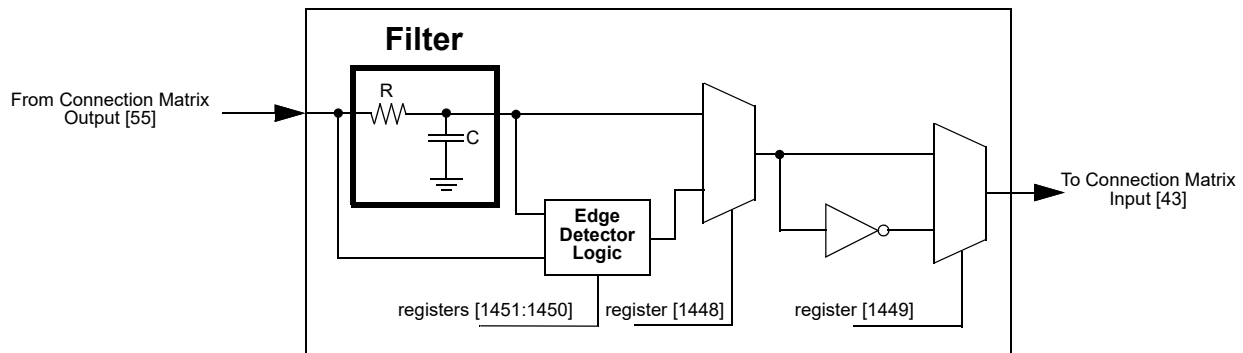 Filter
From Connection Matrix
Output [55]
R
C
Edge
Detector
Logic
To Connection Matrix
Input [43]
registers [1451:1450]
register [1448]
register [1449]